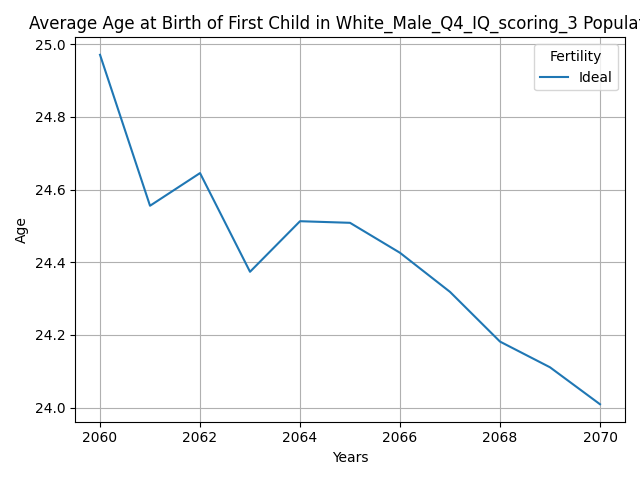 Average Age at Birth of First Child in White_Male_Q4_IQ_scoring_3
Fertility
Ideal
25.0
24.8
24.6
24.4
24.2
24.0
Age
2060 2062 2064 2066 2068 2070
Years